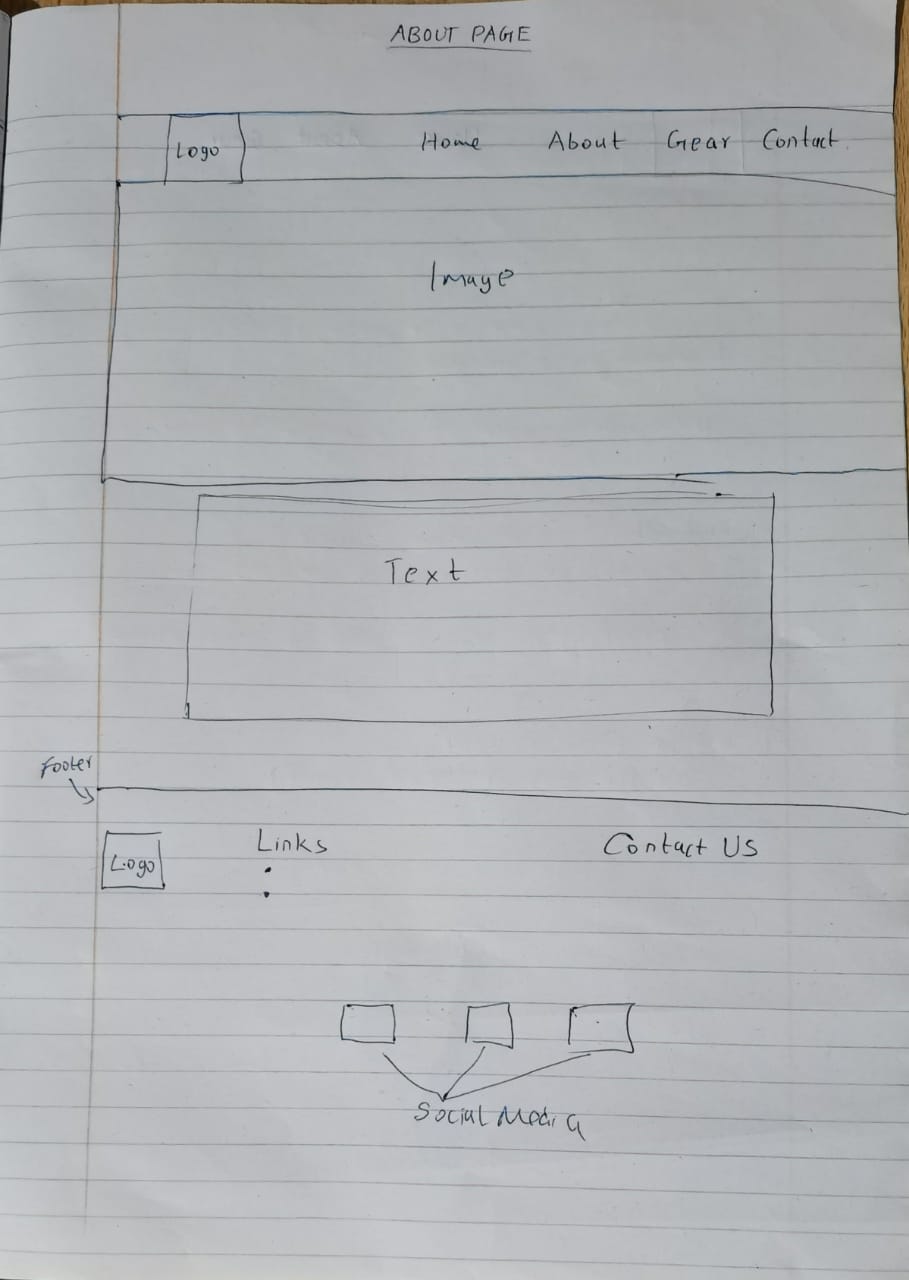 ABOUT PAGE
Logo Home About Gear Contact
Image
Text
Footer
Links Contact US
Logo
Social Media